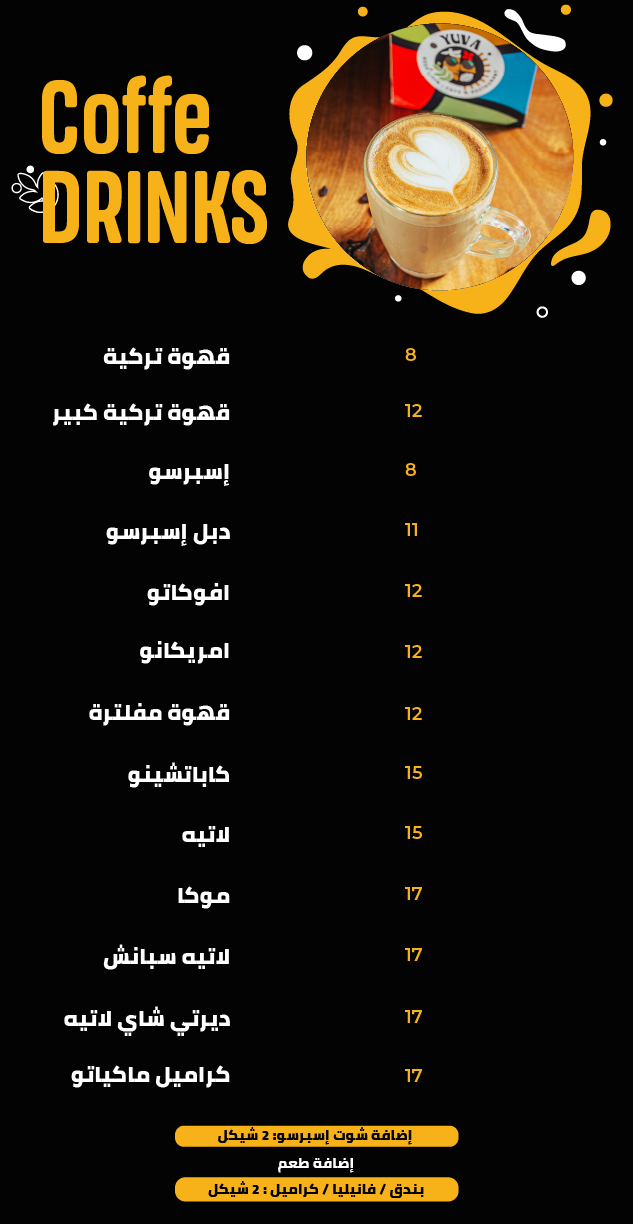 YUVA
Coffe
DRINKS
قهوة تركية 8
قهوة تركية كبير 12
إسبرسو 8
دبل إسبرسو 11
افوكاتو 12
امريكانو 12
قهوة مفلترة 12
كاباتشينو 15
لاتيه 15
موكا 17
لاتيه سبانش 17
ديرتي شاي لاتيه 17
كراميل ماكياتو 17
إضافة شوت إسبرسو: 2 شيكل
إضافة طعم
بندق / فانيليا / كراميل : 2 شيكل